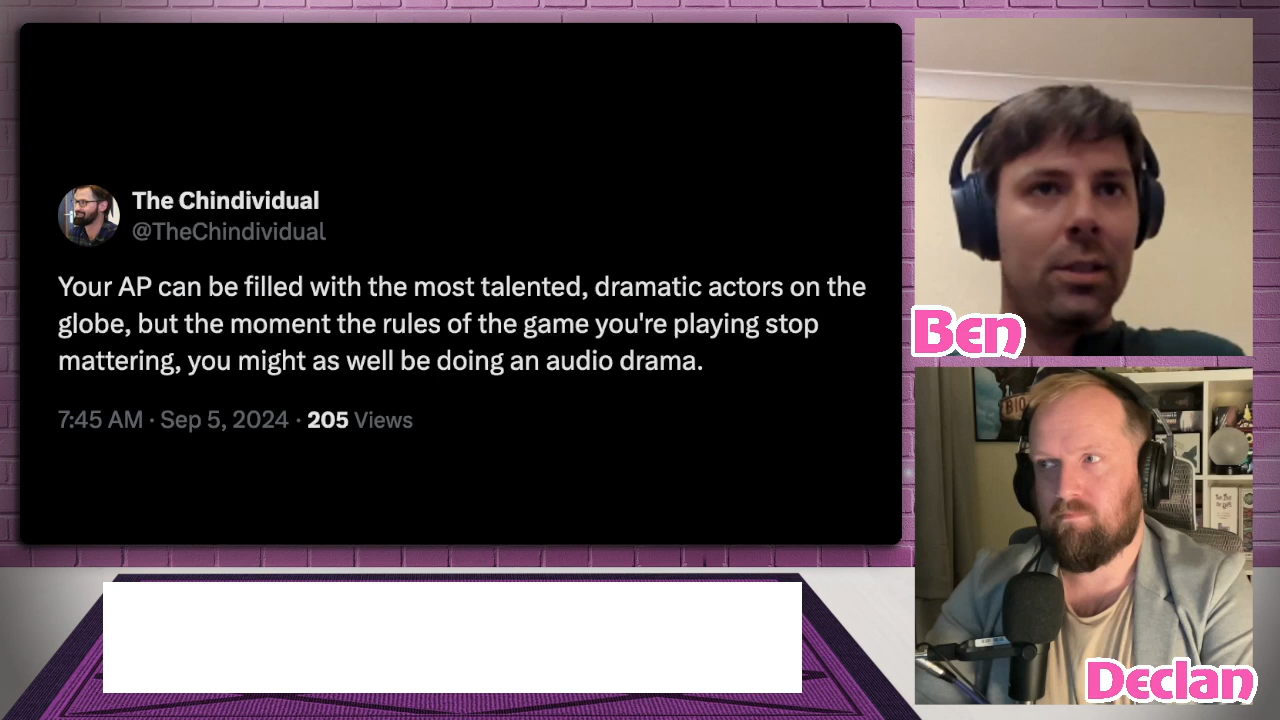 The Chindividual
@TheChindividual
Your AP can be filled with the most talented, dramatic actors on the
globe, but the moment the rules of the game you're playing stop
mattering, you might as well be doing an audio drama.
7:45 AM · Sep 5, 2024 · 205 Views
Ben
BIO
Declan